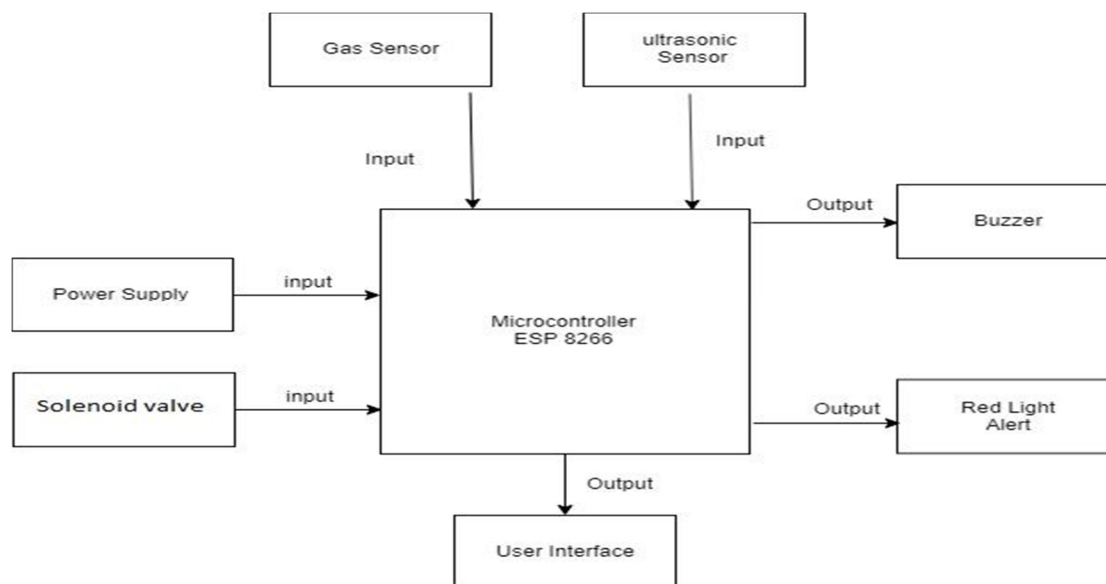 Gas Sensor
ultrasonic
Sensor
Input
Input
Output
Buzzer
Power Supply
input
Microcontroller
ESP 8266
Solenoid valve
input
Output
Red Light
Alert
Output
User Interface